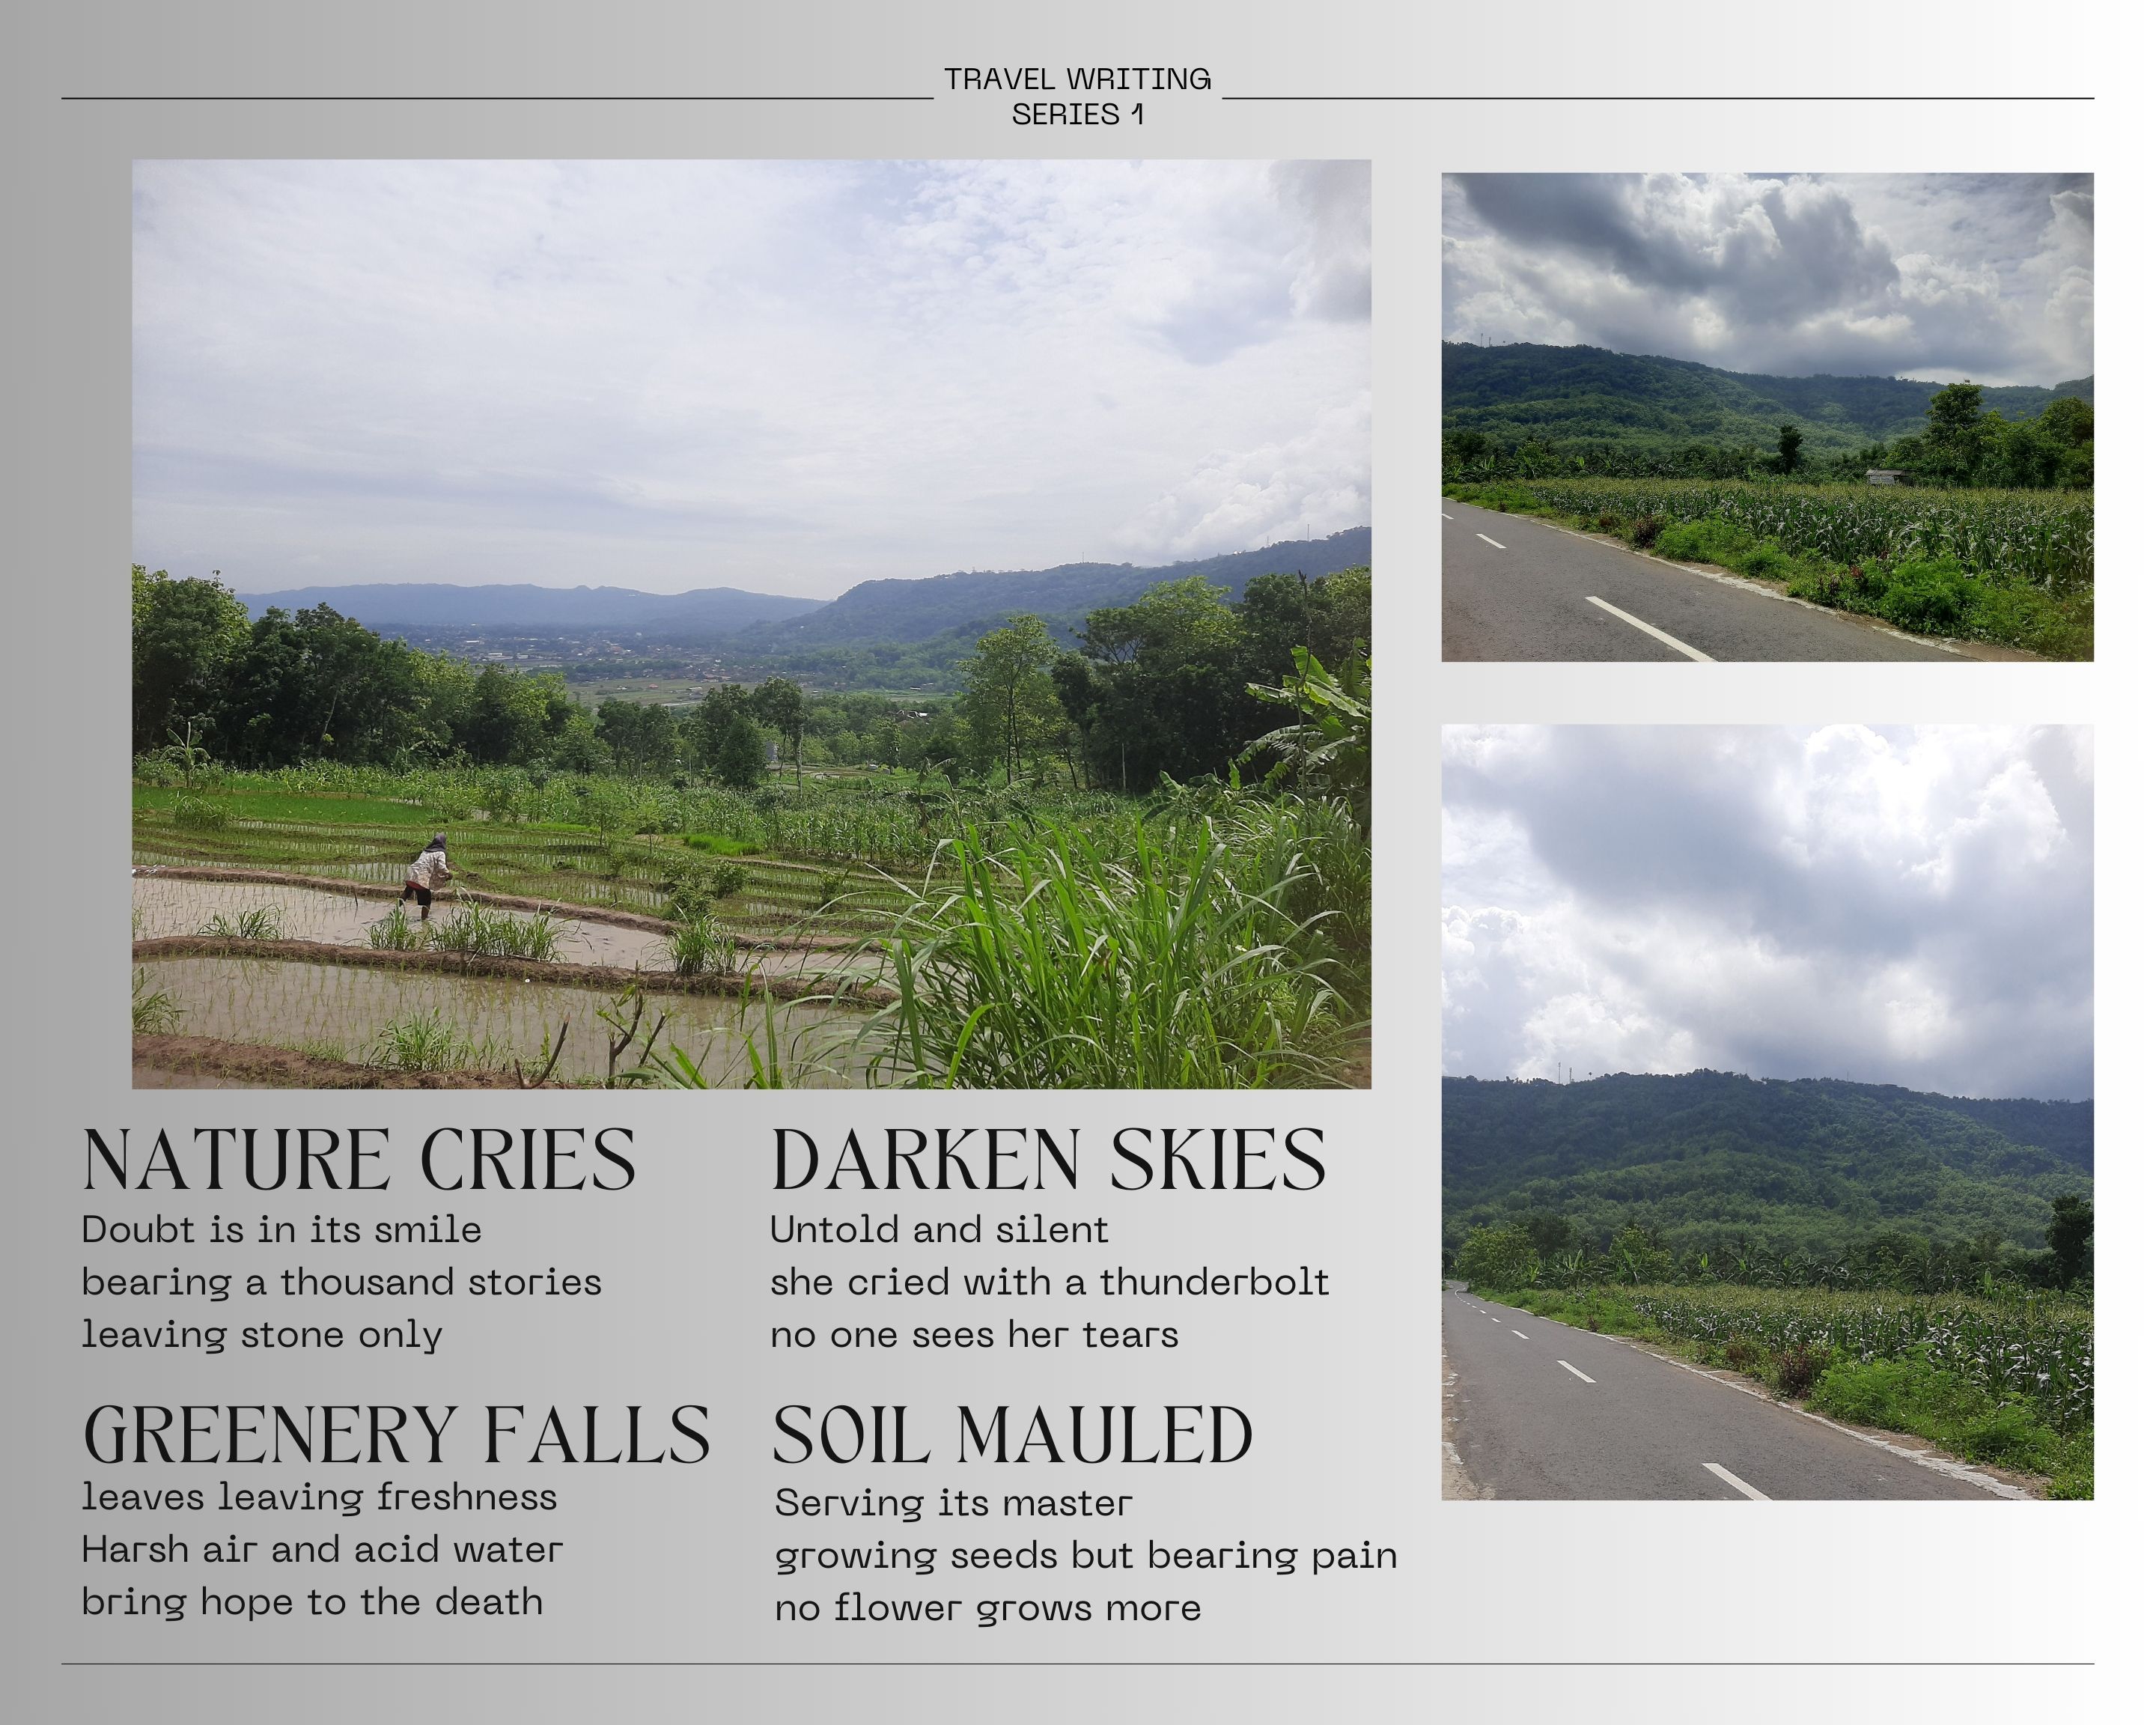 TRAVEL WRITING
SERIES 1
NATURE CRIES
Doubt is in its smile
bearing a thousand stories
leaving stone only
DARKEN SKIES
Untold and silent
she cried with a thunderbolt
no one sees her tears
GREENERY FALLS
leaves leaving freshness
Harsh air and acid water
bring hope to the death
SOIL MAULED
Serving its master
growing seeds but bearing pain
no flower grows more